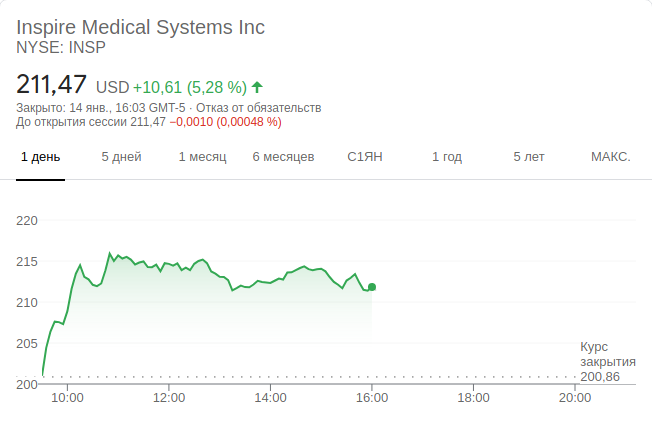 Inspire Medical Systems Inc
NYSE: INSP
211,47 USD +10,61 (5,28 %)
Закрыто: 14 янв., 16:03 GMT-5 · Отказ от обязательств
До открытия сессии 211,47 −0,0010 (0,00048 %)
1 день 5 дней 1 месяц 6 месяцев С1ЯН 1 год 5 лет МАКС.
220
215
210
205
200
Курс
закрытия
200,86
10:00 12:00 14:00 16:00 18:00 20:00